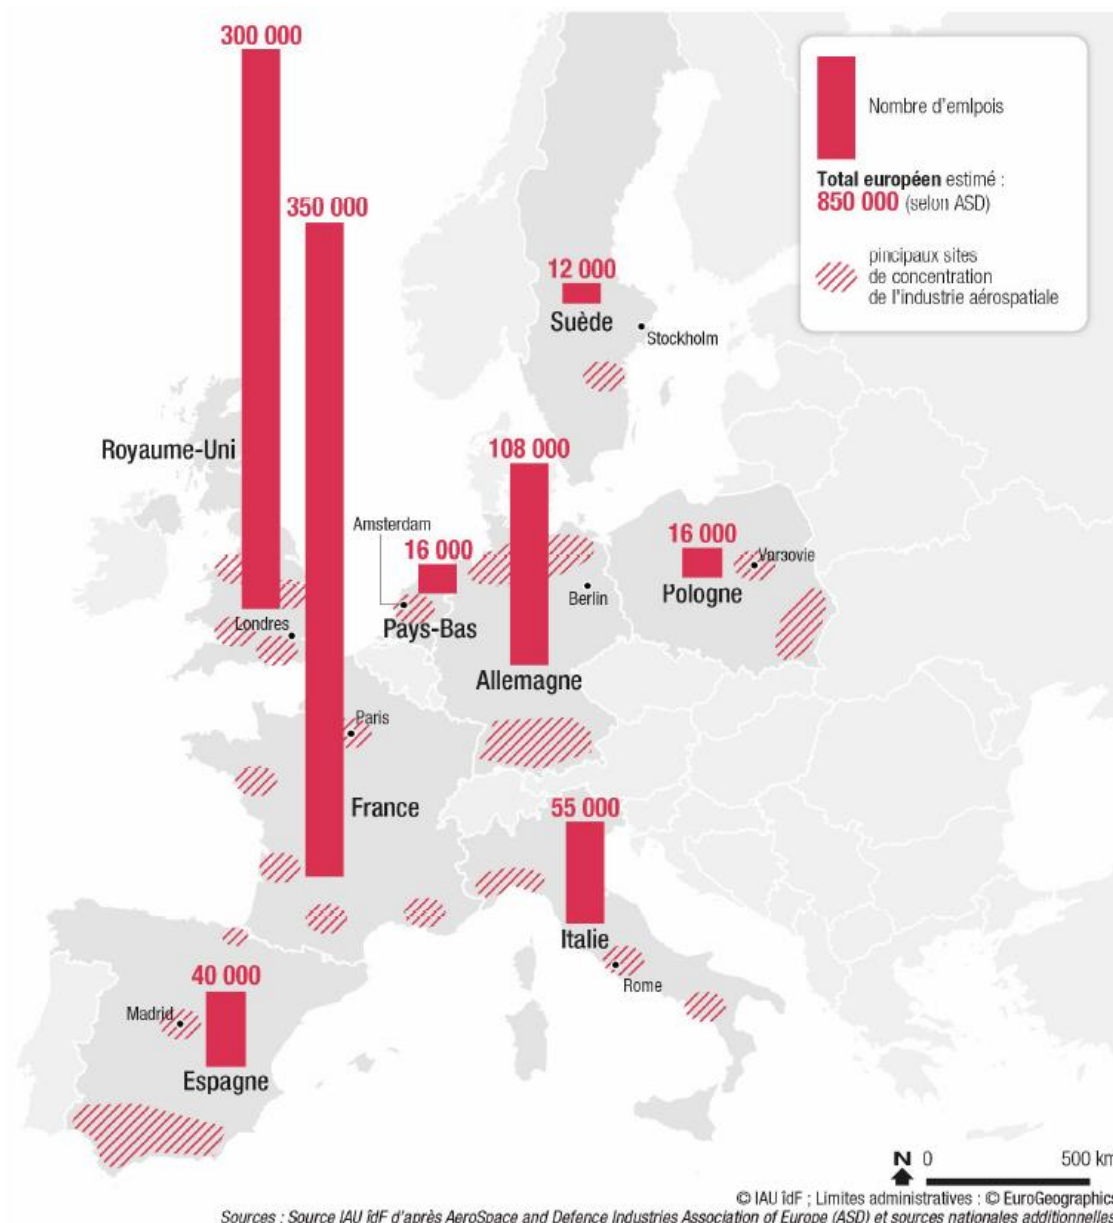 300 000
Nombre d'emlpois
Total européen estimé :
850 000 (selon ASD)
pincipaux sites
de concentration
de l'industrie aérospatiale
350 000
12 000
Suède
Stockholm
Royaume-Uni
108 000
Amsterdam
16 000
16 000
Varsovie
Berlin
Pologne
Londres
Pays-Bas
Allemagne
Paris
France
55 000
Italie
Rome
40 000
Madrid
Espagne
N 0 500 km
© IAU îdF ; Limites administratives : © EuroGeographics
Sources : Source IAU îdF d'après AeroSpace and Defence Industries Association of Europe (ASD) et sources nationales additionnelles